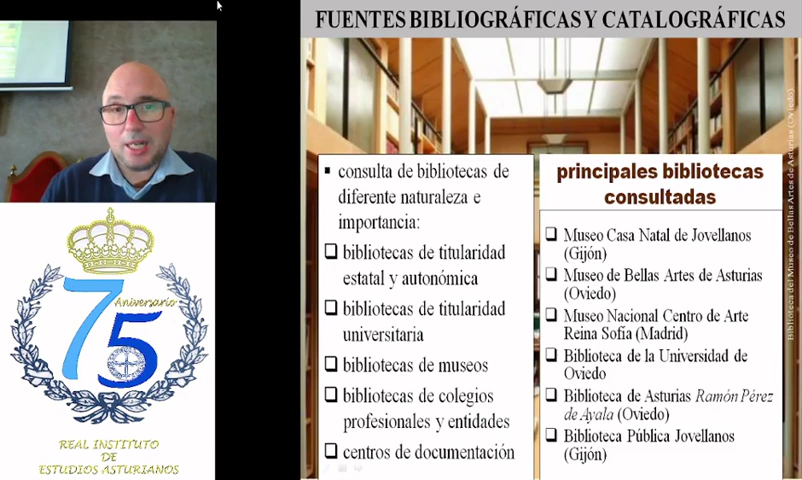 FUENTES BIBLIOGRÁFICAS Y CATALOGRÁFICAS
▪ consulta de bibliotecas de
diferente naturaleza e
importancia:
❑ bibliotecas de titularidad
estatal y autonómica
❑ bibliotecas de titularidad
universitaria
❑ bibliotecas de museos
❑ bibliotecas de colegios
profesionales y entidades
❑ centros de documentación
principales bibliotecas
consultadas
❑ Museo Casa Natal de Jovellanos
(Gijón)
❑ Museo de Bellas Artes de Asturias
(Oviedo)
❑ Museo Nacional Centro de Arte
Reina Sofía (Madrid)
❑ Biblioteca de la Universidad de
Oviedo
❑ Biblioteca de Asturias Ramón Pérez
de Ayala (Oviedo)
❑ Biblioteca Pública Jovellanos
(Gijón)
Biblioteca del Museo de Bellas Artes de Asturias (Oviedo)
75
Aniversario
REAL INSTITUTO
DE
ESTUDIOS ASTURIANOS